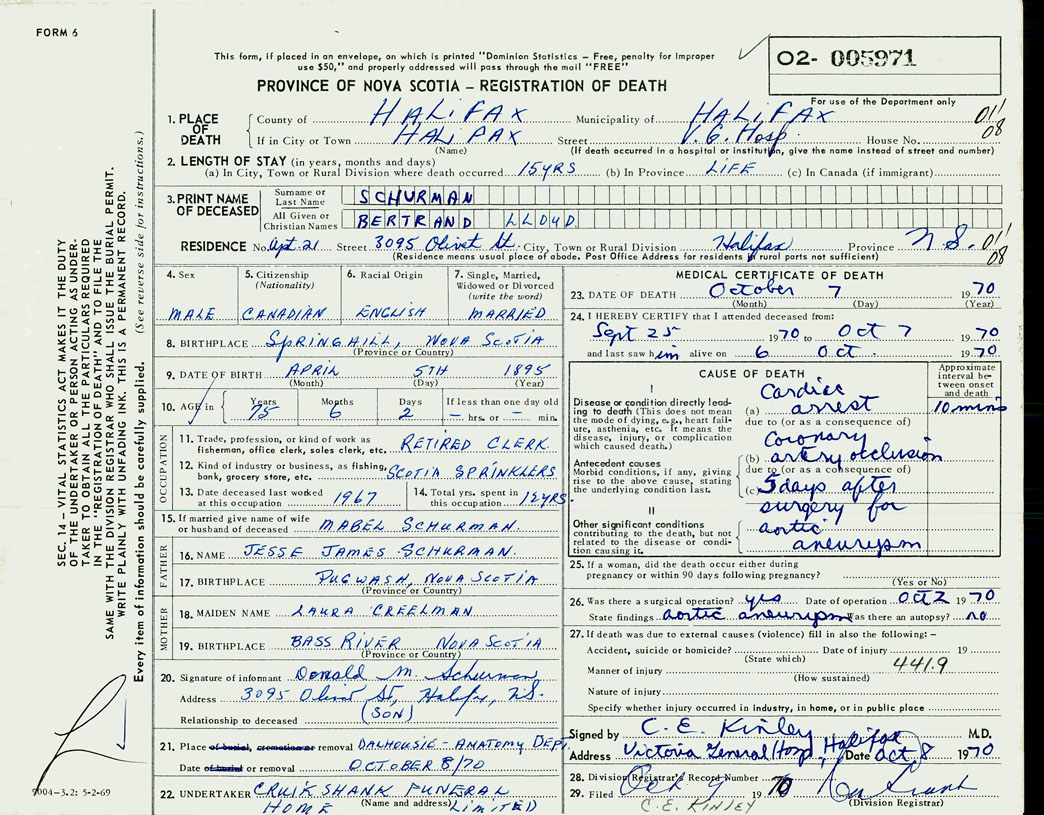 FORM 6
This form, if placed in an envelope, on which is printed "Dominion Statistics – Free, penalty for improper
use $50," and properly addressed will pass through the mail "FREE"
O2- 005971
PROVINCE OF NOVA SCOTIA – REGISTRATION OF DEATH
For use of the Department only
1. PLACE OF DEATH County of HALIFAX Municipality of HALIFAX 01/
If in City or Town HALIFAX Street V.G. Hosp. House No. 08
(Name) (If death occurred in a hospital or institution, give the name instead of street and number)
2. LENGTH OF STAY (in years, months and days)
(a) In City, Town or Rural Division where death occurred 15 YRS (b) In Province LIFE (c) In Canada (if immigrant)
3. PRINT NAME OF DECEASED Surname or Last Name SCHURMAN
All Given or Christian Names BERTRAND LLOYD
RESIDENCE No. Apt. 21 Street 3095 Olivet St. City, Town or Rural Division Halifax Province N.S. 01/
(Residence means usual place of abode. Post Office Address for residents in rural parts not sufficient) 08
4. Sex MALE
5. Citizenship (Nationality) CANADIAN
6. Racial Origin ENGLISH
7. Single, Married, Widowed or Divorced (write the word) MARRIED
8. BIRTHPLACE SPRINGHILL, NOVA SCOTIA
(Province or Country)
9. DATE OF BIRTH APRIL 5TH 1895
(Month) (Day) (Year)
10. AGE in Years 75 Months 6 Days 2 If less than one day old – hrs. or – min.
OCCUPATION
11. Trade, profession, or kind of work as fisherman, office clerk, sales clerk, etc. RETIRED CLERK
12. Kind of industry or business, as fishing, bank, grocery store, etc. SCOTIA SPRINKLERS
13. Date deceased last worked at this occupation 1967
14. Total yrs. spent in this occupation 12 YRS.
15. If married give name of wife or husband of deceased MABEL SCHURMAN.
FATHER
16. NAME JESSE JAMES SCHURMAN.
17. BIRTHPLACE PUGWASH, NOVA SCOTIA
(Province or Country)
MOTHER
18. MAIDEN NAME LAURA CREELMAN
19. BIRTHPLACE BASS RIVER NOVA SCOTIA
(Province or Country)
20. Signature of informant Donald M. Schurman
Address 3095 Olivet St, Halifax, N.S.
Relationship to deceased (SON)
21. Place of burial, cremation or removal DALHOUSIE - ANATOMY DEPT.
Date of burial or removal OCTOBER 8/70
22. UNDERTAKER CRUIKSHANK FUNERAL
HOME (Name and address) LIMITED
MEDICAL CERTIFICATE OF DEATH
23. DATE OF DEATH October 7 1970
(Month) (Day) (Year)
24. I HEREBY CERTIFY that I attended deceased from:
Sept 25 1970 to Oct 7 1970
and last saw him alive on 6 Oct. 1970
CAUSE OF DEATH
Approximate interval between onset and death
I
Disease or condition directly leading to death (This does not mean the mode of dying, e.g., heart failure, asthenia, etc. It means the disease, injury, or complication which caused death.)
(a) Cardiac arrest 10 mins
due to (or as a consequence of)
Antecedent causes
Morbid conditions, if any, giving rise to the above cause, stating the underlying condition last.
(b) Coronary artery occlusion
due to (or as a consequence of)
(c) 5 days after surgery for aortic aneurysm
II
Other significant conditions contributing to the death, but not related to the disease or condition causing it.
25. If a woman, did the death occur either during
pregnancy or within 90 days following pregnancy?
(Yes or No)
26. Was there a surgical operation? yes Date of operation Oct 2 1970
State findings aortic aneurysm Was there an autopsy? no
27. If death was due to external causes (violence) fill in also the following: –
Accident, suicide or homicide? Date of injury 19
(State which) 441.9
Manner of injury
(How sustained)
Nature of injury
Specify whether injury occurred in industry, in home, or in public place
Signed by C. E. Kinley M.D.
Address Victoria General Hosp, Halifax Date Oct. 8 1970
28. Division Registrar's Record Number
29. Filed Oct 9 1970
(Division Registrar)
C.E. KINLEY
SEC. 14 – VITAL STATISTICS ACT MAKES IT THE DUTY
OF THE UNDERTAKER OR PERSON ACTING AS UNDER-
TAKER TO OBTAIN ALL THE PARTICULARS REQUIRED
IN THE "REGISTRATION OF DEATH" AND TO FILE THE
SAME WITH THE DIVISION REGISTRAR WHO SHALL ISSUE THE BURIAL PERMIT.
WRITE PLAINLY WITH UNFADING INK. THIS IS A PERMANENT RECORD.
Every item of information should be carefully supplied. (See reverse side for instructions.)
9004-3.2: 5-2-69